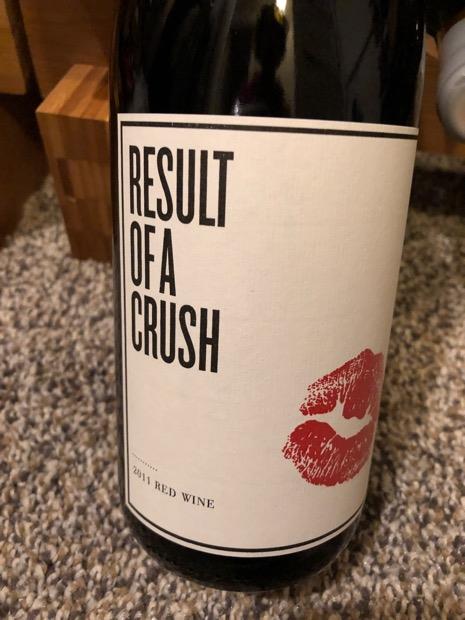 RESULT
OF A
CRUSH
2011 RED WINE